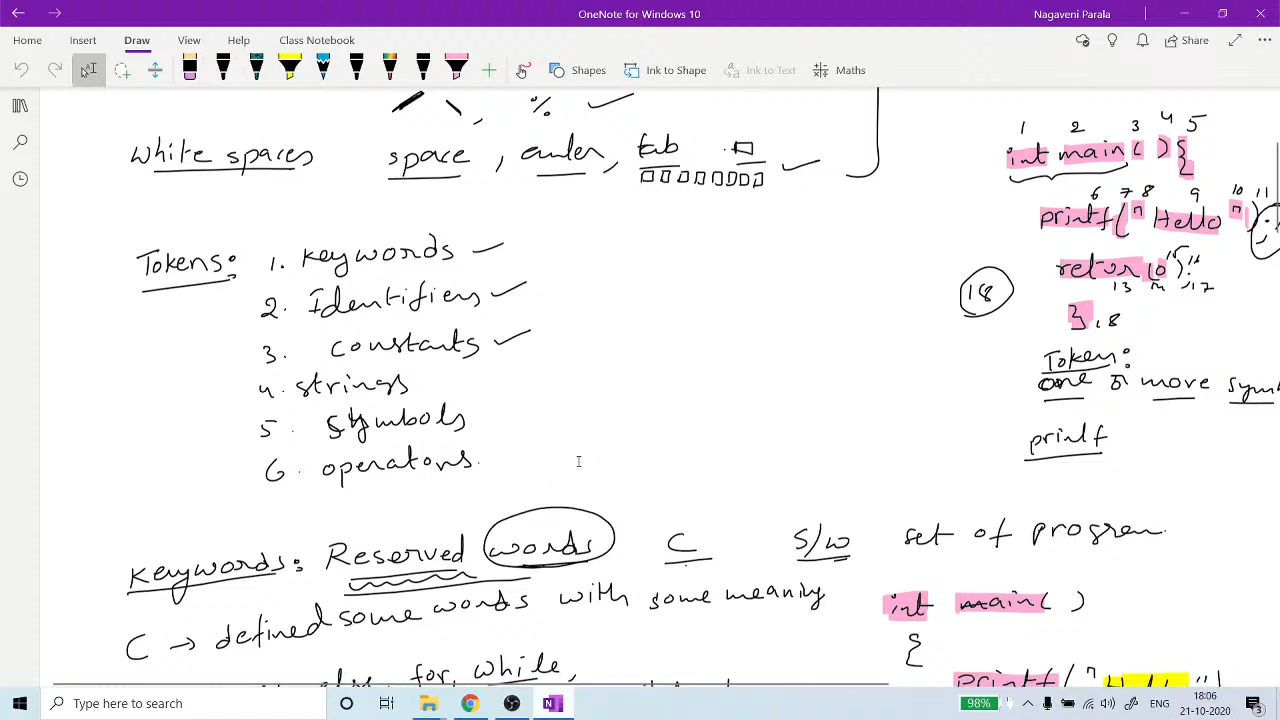 OneNote for Windows 10
Nagaveni Parala
Home Insert Draw View Help Class Notebook
Share
Shapes Ink to Shape Ink to Text Maths
White spaces space, enter, tab
Tokens:
1. Keywords
2. Identifiers
3. constants
4. strings
5. symbols
6. operators.
1 2 3 4 5
int main( ) {
6 7 8 9 10 11
printf(" Hello "
return
13
17
18
} 18
Token:
one or more
printf
Keywords: Reserved words C S/w set of program
C → defined some words with some meaning
for, while,
int main( )
{
printf("
Type here to search
98%
ENG
18:06
21-10-2020
3